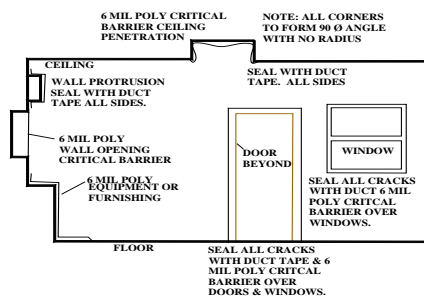 6 MIL POLY CRITICAL
BARRIER CEILING
PENETRATION
NOTE: ALL CORNERS
TO FORM 90 Ø ANGLE
WITH NO RADIUS
CEILING
WALL PROTRUSION
SEAL WITH DUCT
TAPE ALL SIDES.
SEAL WITH DUCT
TAPE. ALL SIDES
6 MIL POLY
WALL OPENING
CRITICAL BARRIER
6 MIL POLY
EQUIPMENT OR
FURNISHING
DOOR
BEYOND
WINDOW
SEAL ALL CRACKS
WITH DUCT 6 MIL
POLY CRITCAL
BARRIER OVER
WINDOWS.
FLOOR
SEAL ALL CRACKS
WITH DUCT TAPE & 6
MIL POLY CRITCAL
BARRIER OVER
DOORS & WINDOWS.